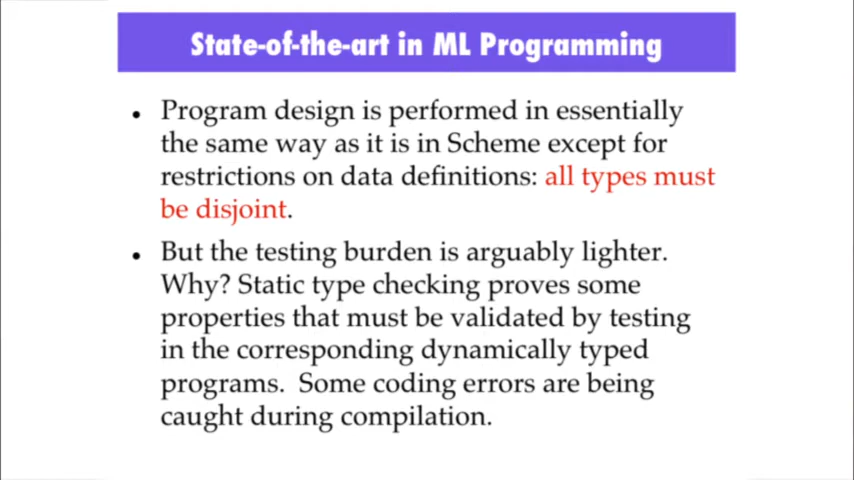 State-of-the-art in ML Programming
• Program design is performed in essentially
the same way as it is in Scheme except for
restrictions on data definitions: all types must
be disjoint.
• But the testing burden is arguably lighter.
Why? Static type checking proves some
properties that must be validated by testing
in the corresponding dynamically typed
programs.  Some coding errors are being
caught during compilation.